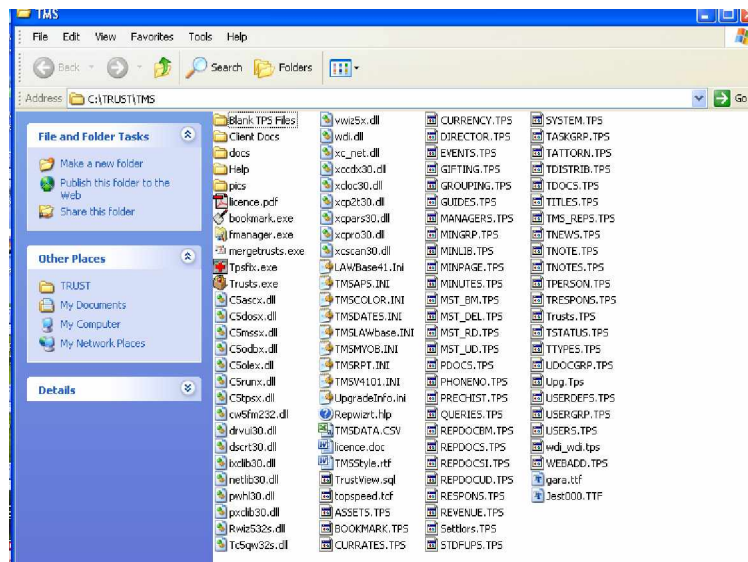 TMS
File Edit View Favorites Tools Help
Back Search Folders
Address C:\TRUST\TMS Go
File and Folder Tasks
Make a new folder
Publish this folder to the
Web
Share this folder
Other Places
TRUST
My Documents
My Computer
My Network Places
Details
Blank TPS Files
Client Docs
docs
Help
pics
licence.pdf
bookmark.exe
fmanager.exe
mergetrusts.exe
Tpsfix.exe
Trusts.exe
C5ascx.dll
C5dosx.dll
C5mssx.dll
C5odbx.dll
C5olex.dll
C5runx.dll
C5tpsx.dll
cw5fm232.dll
drvui30.dll
dscrt30.dll
ixclib30.dll
netlib30.dll
pwhl30.dll
pxclib30.dll
Rwiz532s.dll
Tc5qw32s.dll
vwiz5x.dll
wdi.dll
xc_net.dll
xccdx30.dll
xcloc30.dll
xcp2t30.dll
xcpars30.dll
xcpro30.dll
xcscan30.dll
LAWBase41.Ini
TMSAPS.INI
TMSCOLOR.INI
TMSDATES.INI
TMSLAWbase.INI
TMSMYOB.INI
TMSRPT.INI
TMSV4101.INI
UpgradeInfo.ini
Repwizrt.hlp
TMSDATA.CSV
licence.doc
TMSStyle.rtf
TrustView.sql
topspeed.tcf
ASSETS.TPS
BOOKMARK.TPS
CURRATES.TPS
CURRENCY.TPS
DIRECTOR.TPS
EVENTS.TPS
GIFTING.TPS
GROUPING.TPS
GUIDES.TPS
MANAGERS.TPS
MINGRP.TPS
MINLIB.TPS
MINPAGE.TPS
MINUTES.TPS
MST_BM.TPS
MST_DEL.TPS
MST_RD.TPS
MST_UD.TPS
PDOCS.TPS
PHONENO.TPS
PRECHIST.TPS
QUERIES.TPS
REPDOCBM.TPS
REPDOCS.TPS
REPDOCSI.TPS
REPDOCUD.TPS
RESPONS.TPS
REVENUE.TPS
Settlors.TPS
STDFUPS.TPS
SYSTEM.TPS
TASKGRP.TPS
TATTORN.TPS
TDISTRIB.TPS
TDOCS.TPS
TITLES.TPS
TMS_REPS.TPS
TNEWS.TPS
TNOTE.TPS
TNOTES.TPS
TPERSON.TPS
TRESPONS.TPS
Trusts.TPS
TSTATUS.TPS
TTYPES.TPS
UDOCGRP.TPS
Upg.Tps
USERDEFS.TPS
USERGRP.TPS
USERS.TPS
wdi_wdi.tps
WEBADD.TPS
gara.ttf
Jest000.TTF